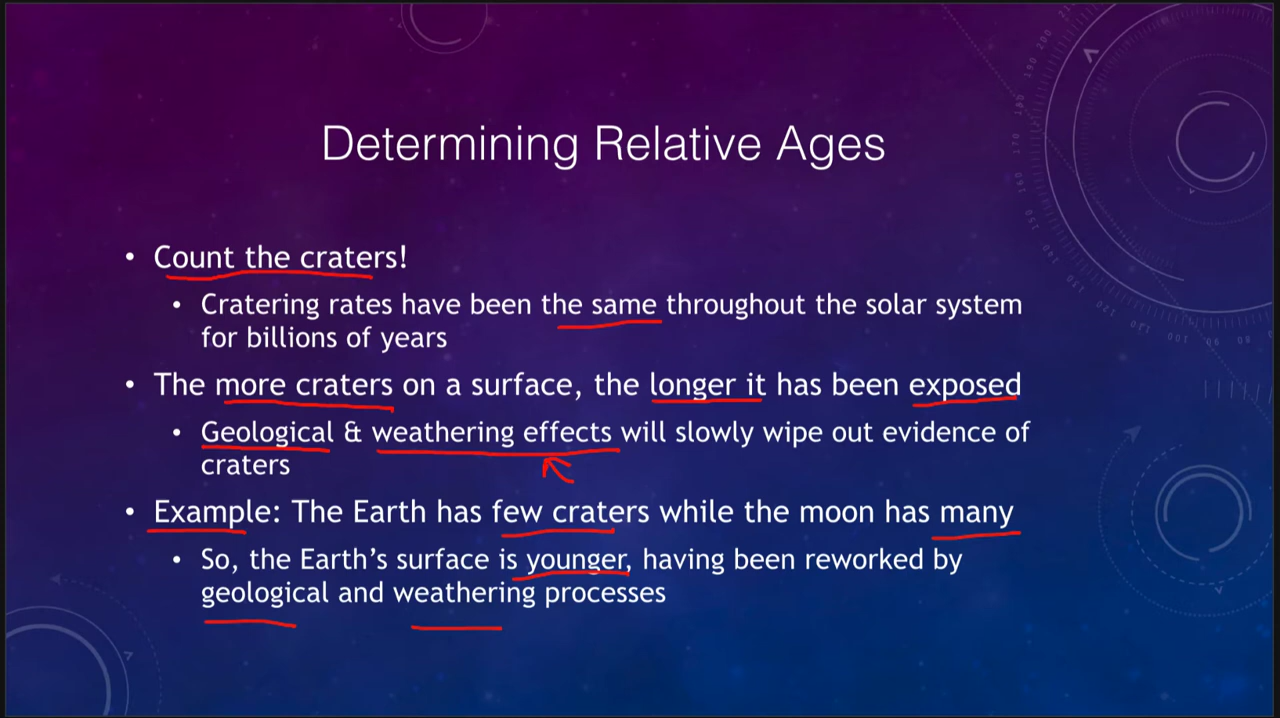 Determining Relative Ages
• Count the craters!
• Cratering rates have been the same throughout the solar system
for billions of years
• The more craters on a surface, the longer it has been exposed
• Geological & weathering effects will slowly wipe out evidence of
craters
• Example: The Earth has few craters while the moon has many
• So, the Earth's surface is younger, having been reworked by
geological and weathering processes